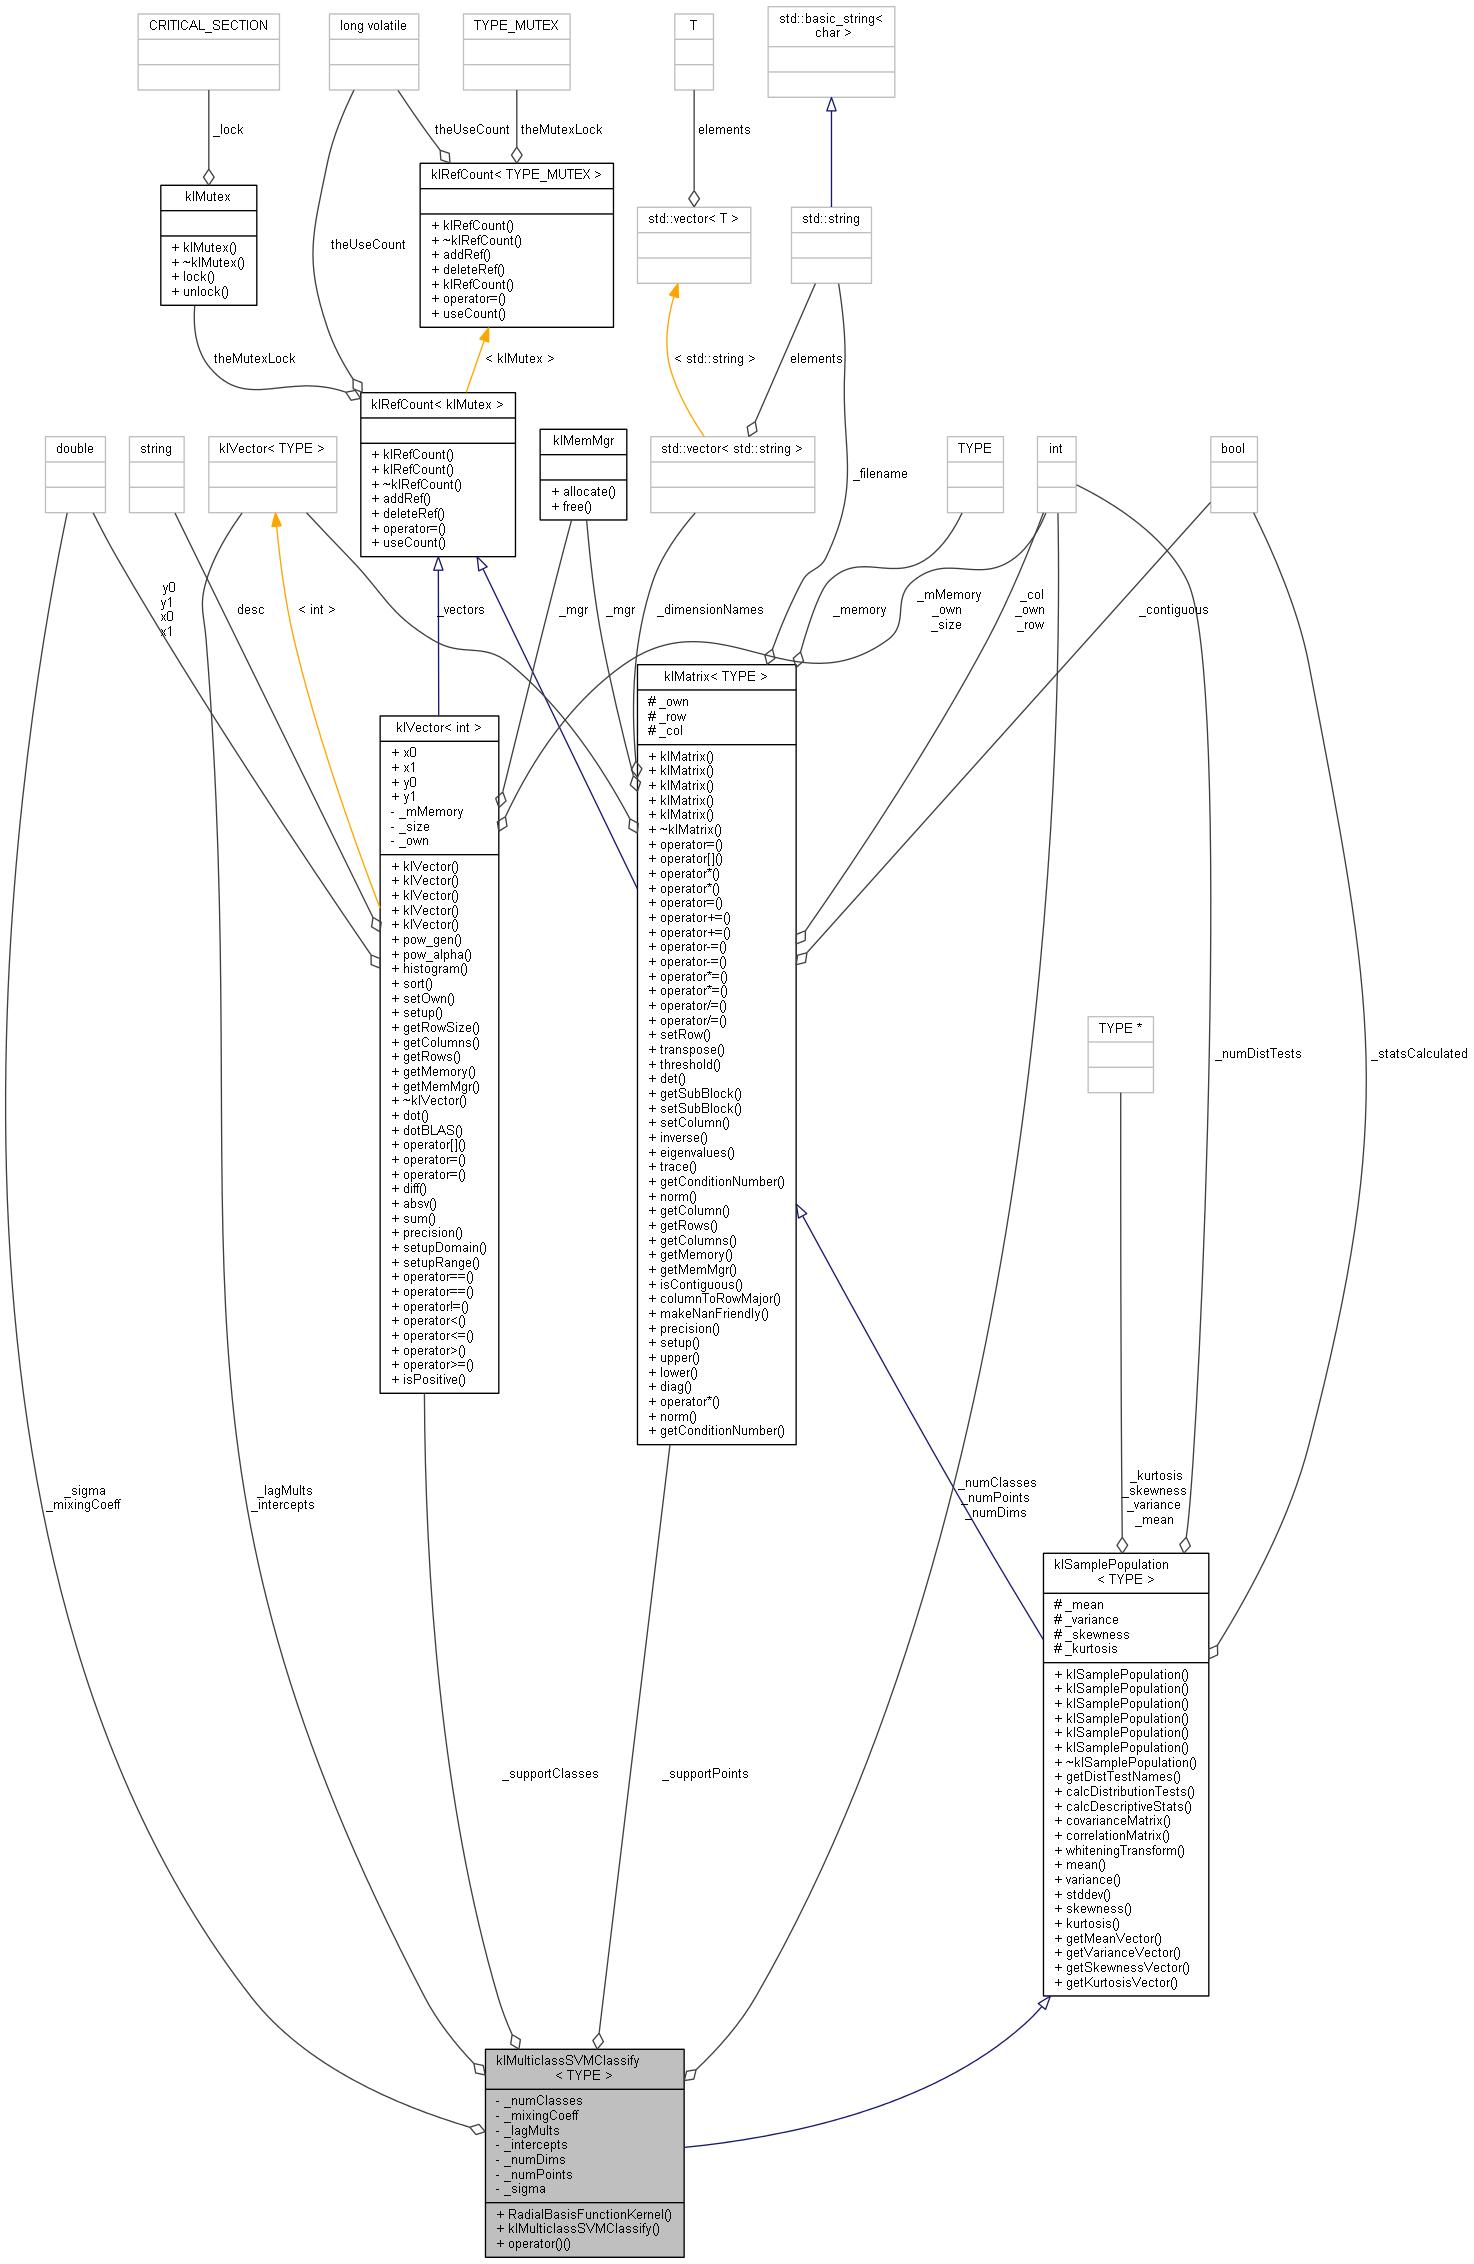 CRITICAL_SECTION
long volatile
TYPE_MUTEX
T
std::basic_string<
char >
_lock
theUseCount
theMutexLock
elements
klRefCount< TYPE_MUTEX >
+ klRefCount()
+ ~klRefCount()
+ addRef()
+ deleteRef()
+ klRefCount()
+ operator=()
+ useCount()
klMutex
+ klMutex()
+ ~klMutex()
+ lock()
+ unlock()
std::vector< T >
std::string
theUseCount
theMutexLock
< klMutex >
< std::string >
elements
klRefCount< klMutex >
+ klRefCount()
+ klRefCount()
+ ~klRefCount()
+ addRef()
+ deleteRef()
+ operator=()
+ useCount()
klMemMgr
+ allocate()
+ free()
double
string
klVector< TYPE >
std::vector< std::string >
_filename
TYPE
int
bool
y0
y1
x0
x1
desc
< int >
_vectors
_mgr
_mgr
_dimensionNames
_memory
_mMemory
_own
_size
_col
_own
_row
_contiguous
klMatrix< TYPE >
# _own
# _row
# _col
+ klMatrix()
+ klMatrix()
+ klMatrix()
+ klMatrix()
+ klMatrix()
+ ~klMatrix()
+ operator=()
+ operator[]()
+ operator*()
+ operator*()
+ operator=()
+ operator+=()
+ operator+=()
+ operator-=()
+ operator-=()
+ operator*=()
+ operator*=()
+ operator/=()
+ operator/=()
+ setRow()
+ transpose()
+ threshold()
+ det()
+ getSubBlock()
+ setSubBlock()
+ setColumn()
+ inverse()
+ eigenvalues()
+ trace()
+ getConditionNumber()
+ norm()
+ getColumn()
+ getRows()
+ getColumns()
+ getMemory()
+ getMemMgr()
+ isContiguous()
+ columnToRowMajor()
+ makeNanFriendly()
+ precision()
+ setup()
+ upper()
+ lower()
+ diag()
+ operator*()
+ norm()
+ getConditionNumber()
klVector< int >
+ x0
+ x1
+ y0
+ y1
- _mMemory
- _size
- _own
+ klVector()
+ klVector()
+ klVector()
+ klVector()
+ klVector()
+ pow_gen()
+ pow_alpha()
+ histogram()
+ sort()
+ setOwn()
+ setup()
+ getRowSize()
+ getColumns()
+ getRows()
+ getMemory()
+ getMemMgr()
+ ~klVector()
+ dot()
+ dotBLAS()
+ operator[]()
+ operator=()
+ operator=()
+ diff()
+ absv()
+ sum()
+ precision()
+ setupDomain()
+ setupRange()
+ operator==()
+ operator==()
+ operator!=()
+ operator<()
+ operator<=()
+ operator>()
+ operator>=()
+ isPositive()
TYPE *
_numDistTests
_statsCalculated
_sigma
_mixingCoeff
_lagMults
_intercepts
_numClasses
_numPoints
_numDims
_kurtosis
_skewness
_variance
_mean
klSamplePopulation
< TYPE >
# _mean
# _variance
# _skewness
# _kurtosis
+ klSamplePopulation()
+ klSamplePopulation()
+ klSamplePopulation()
+ klSamplePopulation()
+ klSamplePopulation()
+ klSamplePopulation()
+ ~klSamplePopulation()
+ getDistTestNames()
+ calcDistributionTests()
+ calcDescriptiveStats()
+ covarianceMatrix()
+ correlationMatrix()
+ whiteningTransform()
+ mean()
+ variance()
+ stddev()
+ skewness()
+ kurtosis()
+ getMeanVector()
+ getVarianceVector()
+ getSkewnessVector()
+ getKurtosisVector()
_supportClasses
_supportPoints
klMulticlassSVMClassify
< TYPE >
- _numClasses
- _mixingCoeff
- _lagMults
- _intercepts
- _numDims
- _numPoints
- _sigma
+ RadialBasisFunctionKernel()
+ klMulticlassSVMClassify()
+ operator()()